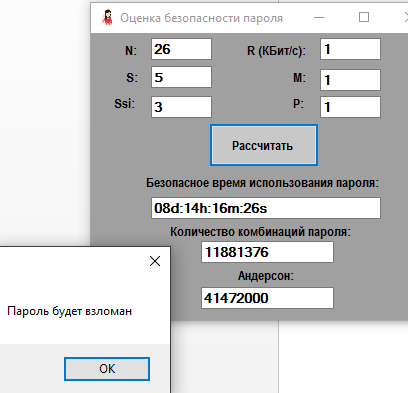 Оценка безопасности пароля
N: 26 R (КБит/с): 1
S: 5 M: 1
Ssi: 3 P: 1
Рассчитать
Безопасное время использования пароля:
08d:14h:16m:26s
Количество комбинаций пароля:
11881376
Андерсон:
41472000
Пароль будет взломан
OK